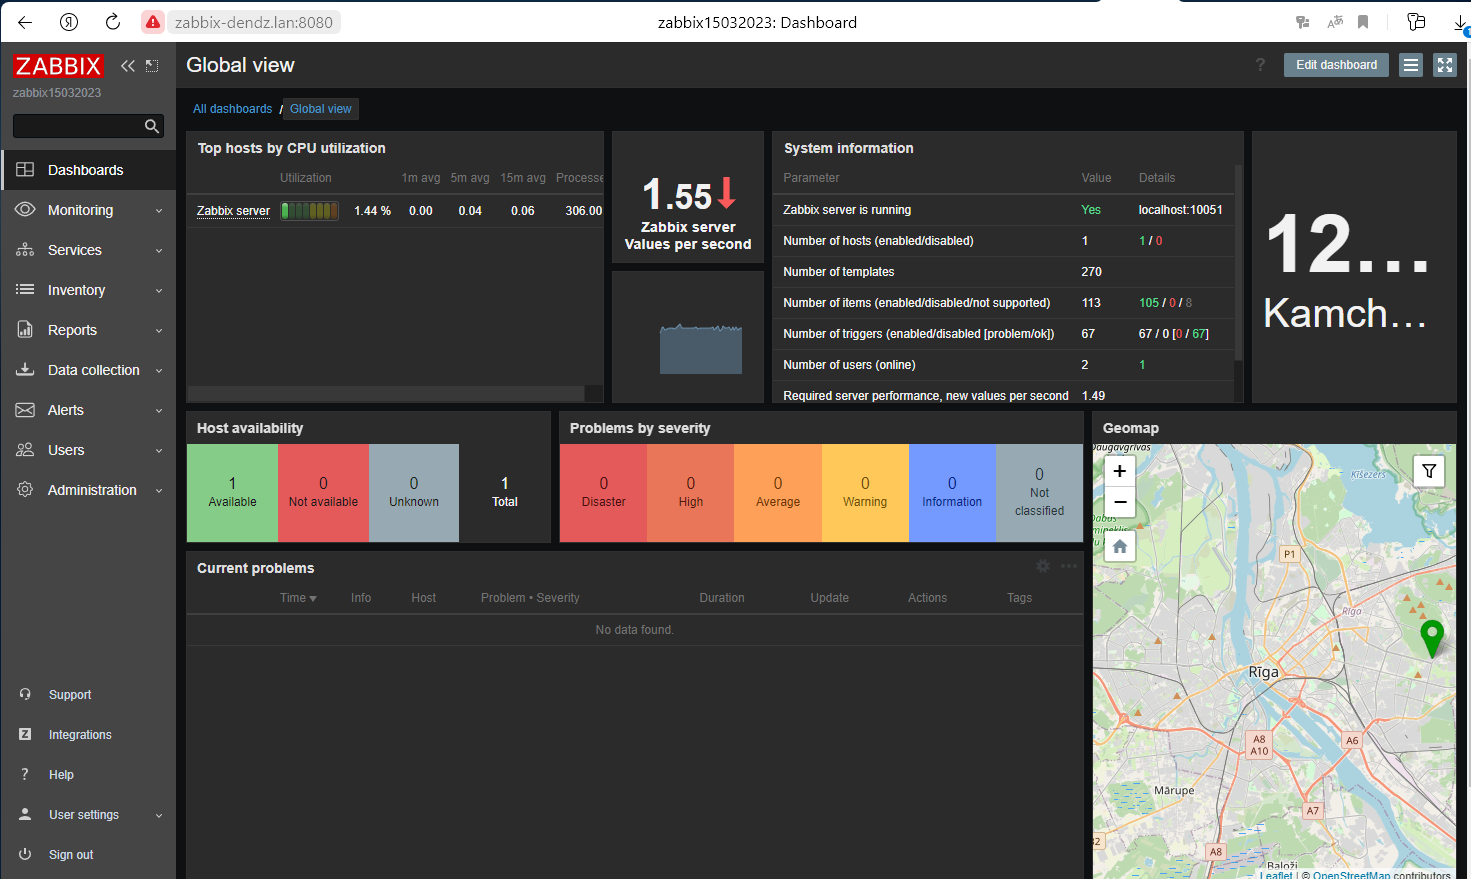 zabbix-dendz.lan:8080
zabbix15032023: Dashboard
ZABBIX
zabbix15032023
Dashboards
Monitoring
Services
Inventory
Reports
Data collection
Alerts
Users
Administration
Support
Integrations
Help
User settings
Sign out
Global view
? Edit dashboard
All dashboards / Global view
Top hosts by CPU utilization
Utilization 1m avg 5m avg 15m avg Processe
Zabbix server 1.44 % 0.00 0.04 0.06 306.00
1.55
Zabbix server
Values per second
System information
Parameter Value Details
Zabbix server is running Yes localhost:10051
Number of hosts (enabled/disabled) 1 1 / 0
Number of templates 270
Number of items (enabled/disabled/not supported) 113 105 / 0 / 8
Number of triggers (enabled/disabled [problem/ok]) 67 67 / 0 [0 / 67]
Number of users (online) 2 1
Required server performance, new values per second 1.49
12...
Kamch...
Host availability
1 Available
0 Not available
0 Unknown
1 Total
Problems by severity
0 Disaster
0 High
0 Average
0 Warning
0 Information
0 Not classified
Current problems
Time Info Host Problem • Severity Duration Update Actions Tags
No data found.
Geomap
Daugavgrīvas
+
−
Ķīšezers
P1
Rīga
Rīga
A8
A10
A6
Mārupe
A7
A8
Baloži
Leaflet | © OpenStreetMap contributors